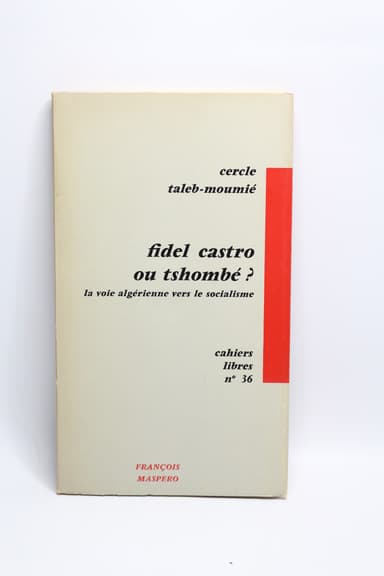 cercle
taleb-moumié
fidel castro
ou tshombé ?
la voie algérienne vers le socialisme
cahiers
libres
n° 36
FRANÇOIS
MASPERO